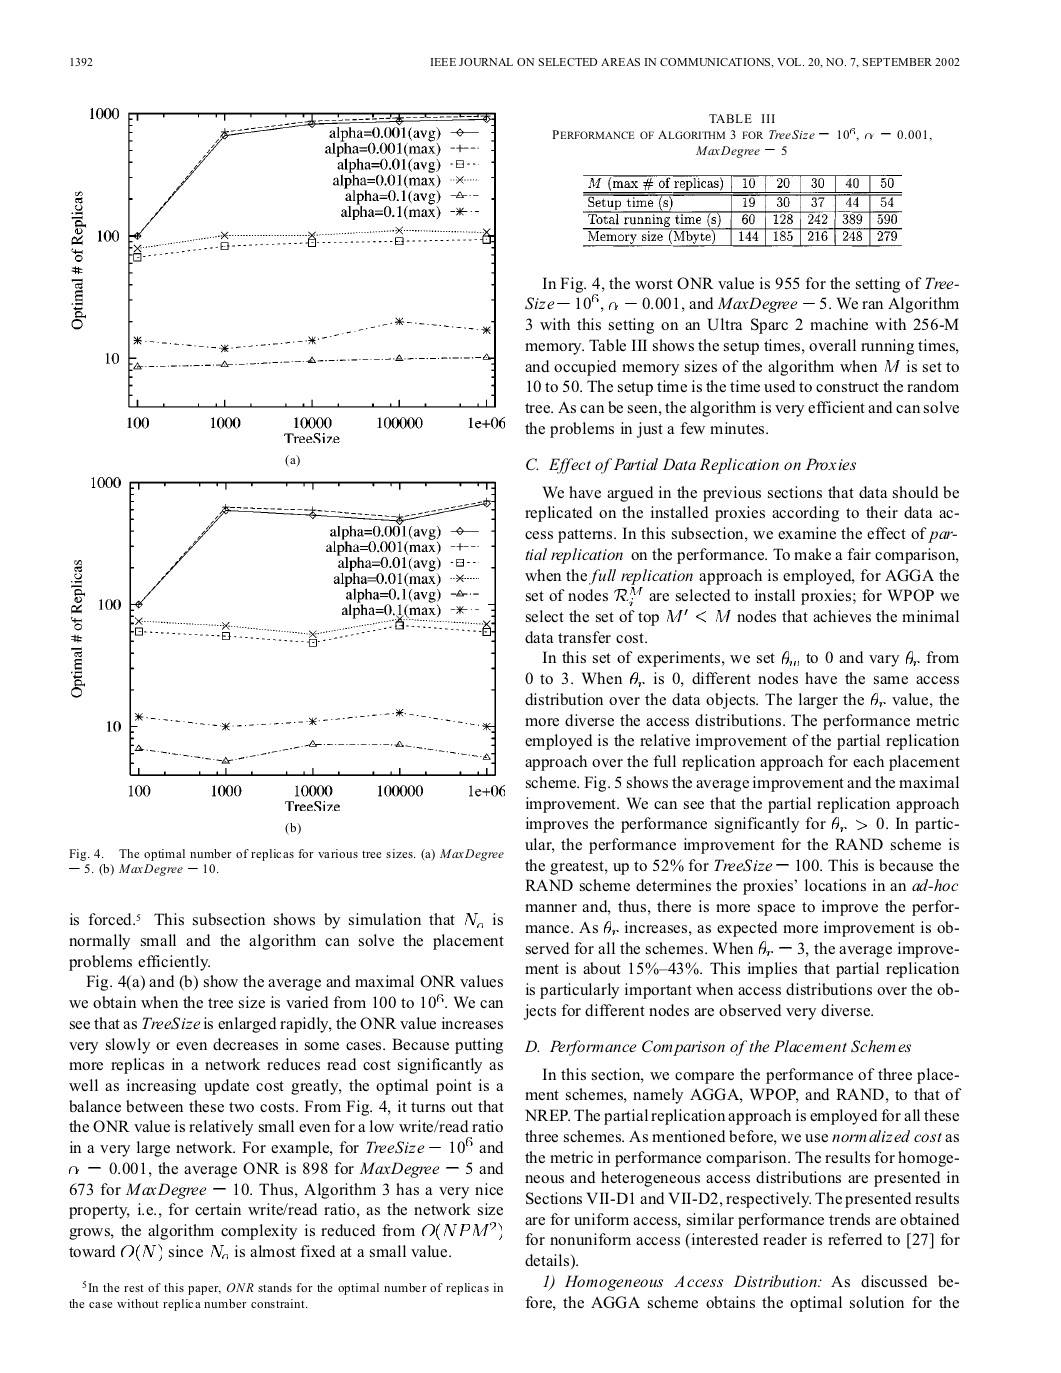 1392
IEEE JOURNAL ON SELECTED AREAS IN COMMUNICATIONS, VOL. 20, NO. 7, SEPTEMBER 2002
1000
alpha=0.001(avg)
alpha=0.001(max)
alpha=0.01(avg)
alpha=0.01(max)
alpha=0.1(avg)
alpha=0.1(max)
100
10
Optimal # of Replicas
100 1000 10000 100000 1e+06
TreeSize
(a)
1000
alpha=0.001(avg)
alpha=0.001(max)
alpha=0.01(avg)
alpha=0.01(max)
alpha=0.1(avg)
alpha=0.1(max)
100
10
Optimal # of Replicas
100 1000 10000 100000 1e+06
TreeSize
(b)
Fig. 4. The optimal number of replicas for various tree sizes. (a) MaxDegree
= 5. (b) MaxDegree = 10.
is forced.⁵ This subsection shows by simulation that Nₒ is
normally small and the algorithm can solve the placement
problems efficiently.
Fig. 4(a) and (b) show the average and maximal ONR values
we obtain when the tree size is varied from 100 to 10⁶. We can
see that as TreeSize is enlarged rapidly, the ONR value increases
very slowly or even decreases in some cases. Because putting
more replicas in a network reduces read cost significantly as
well as increasing update cost greatly, the optimal point is a
balance between these two costs. From Fig. 4, it turns out that
the ONR value is relatively small even for a low write/read ratio
in a very large network. For example, for TreeSize = 10⁶ and
α = 0.001, the average ONR is 898 for MaxDegree = 5 and
673 for MaxDegree = 10. Thus, Algorithm 3 has a very nice
property, i.e., for certain write/read ratio, as the network size
grows, the algorithm complexity is reduced from O(NPM²)
toward O(N) since Nₒ is almost fixed at a small value.
⁵In the rest of this paper, ONR stands for the optimal number of replicas in
the case without replica number constraint.
TABLE III
PERFORMANCE OF ALGORITHM 3 FOR TreeSize = 10⁶, α = 0.001,
MaxDegree = 5
M (max # of replicas) 10 20 30 40 50
Setup time (s) 19 30 37 44 54
Total running time (s) 60 128 242 389 590
Memory size (Mbyte) 144 185 216 248 279
In Fig. 4, the worst ONR value is 955 for the setting of Tree-
Size = 10⁶, α = 0.001, and MaxDegree = 5. We ran Algorithm
3 with this setting on an Ultra Sparc 2 machine with 256-M
memory. Table III shows the setup times, overall running times,
and occupied memory sizes of the algorithm when M is set to
10 to 50. The setup time is the time used to construct the random
tree. As can be seen, the algorithm is very efficient and can solve
the problems in just a few minutes.
C. Effect of Partial Data Replication on Proxies
We have argued in the previous sections that data should be
replicated on the installed proxies according to their data ac-
cess patterns. In this subsection, we examine the effect of par-
tial replication on the performance. To make a fair comparison,
when the full replication approach is employed, for AGGA the
set of nodes ℛᵢᴹ are selected to install proxies; for WPOP we
select the set of top M′ < M nodes that achieves the minimal
data transfer cost.
In this set of experiments, we set θw to 0 and vary θr from
0 to 3. When θr is 0, different nodes have the same access
distribution over the data objects. The larger the θr value, the
more diverse the access distributions. The performance metric
employed is the relative improvement of the partial replication
approach over the full replication approach for each placement
scheme. Fig. 5 shows the average improvement and the maximal
improvement. We can see that the partial replication approach
improves the performance significantly for θr > 0. In partic-
ular, the performance improvement for the RAND scheme is
the greatest, up to 52% for TreeSize = 100. This is because the
RAND scheme determines the proxies’ locations in an ad-hoc
manner and, thus, there is more space to improve the perfor-
mance. As θr increases, as expected more improvement is ob-
served for all the schemes. When θr = 3, the average improve-
ment is about 15%–43%. This implies that partial replication
is particularly important when access distributions over the ob-
jects for different nodes are observed very diverse.
D. Performance Comparison of the Placement Schemes
In this section, we compare the performance of three place-
ment schemes, namely AGGA, WPOP, and RAND, to that of
NREP. The partial replication approach is employed for all these
three schemes. As mentioned before, we use normalized cost as
the metric in performance comparison. The results for homoge-
neous and heterogeneous access distributions are presented in
Sections VII-D1 and VII-D2, respectively. The presented results
are for uniform access, similar performance trends are obtained
for nonuniform access (interested reader is referred to [27] for
details).
1) Homogeneous Access Distribution: As discussed be-
fore, the AGGA scheme obtains the optimal solution for the